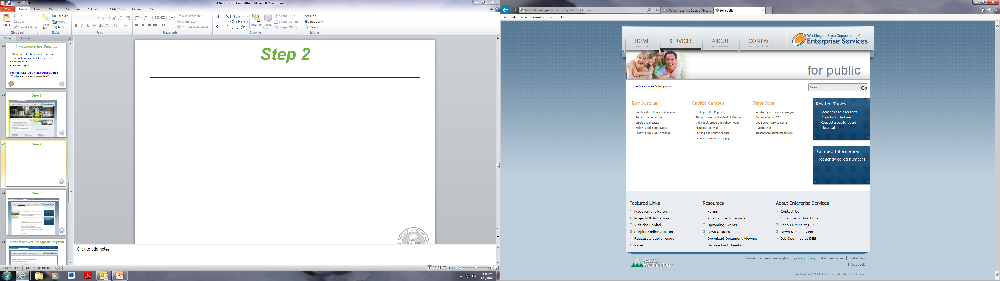 DRAFT Trade Show 2014 - Microsoft PowerPoint
File Home Insert Design Transitions Animations Slide Show Review View
Cut
Copy
Format Painter
Paste
Clipboard
New
Slide
Layout
Reset
Section
Slides
32
Font
Paragraph
Text Direction
Align Text
Convert to SmartArt
Arrange
Quick
Styles
Shape Fill
Shape Outline
Shape Effects
Drawing
Find
Replace
Select
Editing
Slides Outline
20
If my agency has Surplus:
• Who does this (internally) -find out!
• Contact surplusmail@des.wa.gov
• Create/login
• Submit request
http://des.wa.gov/services/Surplus/Dispose
(for the step by step in more detail)
21
Step 1
22
Step 2
23
Step 3
24
Surplus Request Management System
Step 2
OF THE STATE OF WAS
Click to add notes
Slide 22 of 31 "DES-PPT-Template" 120%
2:00 PM
9/3/2014
http://des.wa.gov/services/Pages/ForPublic.aspx
Welcome to the Dept. of Enter...
for public
File Edit View Favorites Tools Help
HOME
welcome
SERVICES
ABOUT
who we are
CONTACT
get in touch with us
Washington State Department of
Enterprise Services
for public
home > services > for public
Search
Go
Buy Surplus
Surplus store hours and location
Surplus online auction
Surplus real estate
Follow surplus on Twitter
Follow surplus on Facebook
Capitol Campus
Getting to the Capitol
Things to see on the Capitol Campus
Individual, group and school tours
Schedule an event
Parking and shuttle service
Become a volunteer or page
State Jobs
All state jobs - careers.wa.gov
Job opening at DES
Job seeker service center
Typing tests
Reasonable accommodations
Related Topics
Locations and directions
Projects & initiatives
Request a public record
File a claim
Contact Information
Frequently called numbers
Featured Links
Procurement Reform
Projects & Initiatives
Visit the Capitol
Surplus Online Auction
Request a public record
Rates
Resources
Forms
Publications & Reports
Upcoming Events
Laws & Rules
Download Document Viewers
Service Fact Sheets
About Enterprise Services
Contact Us
Locations & Directions
Lean Culture at DES
News & Media Center
Job Openings at DES
Access
Washington®
home | access washington | privacy policy | staff resources | contact us
| feedback
© Copyright 2014 Department of Enterprise Services